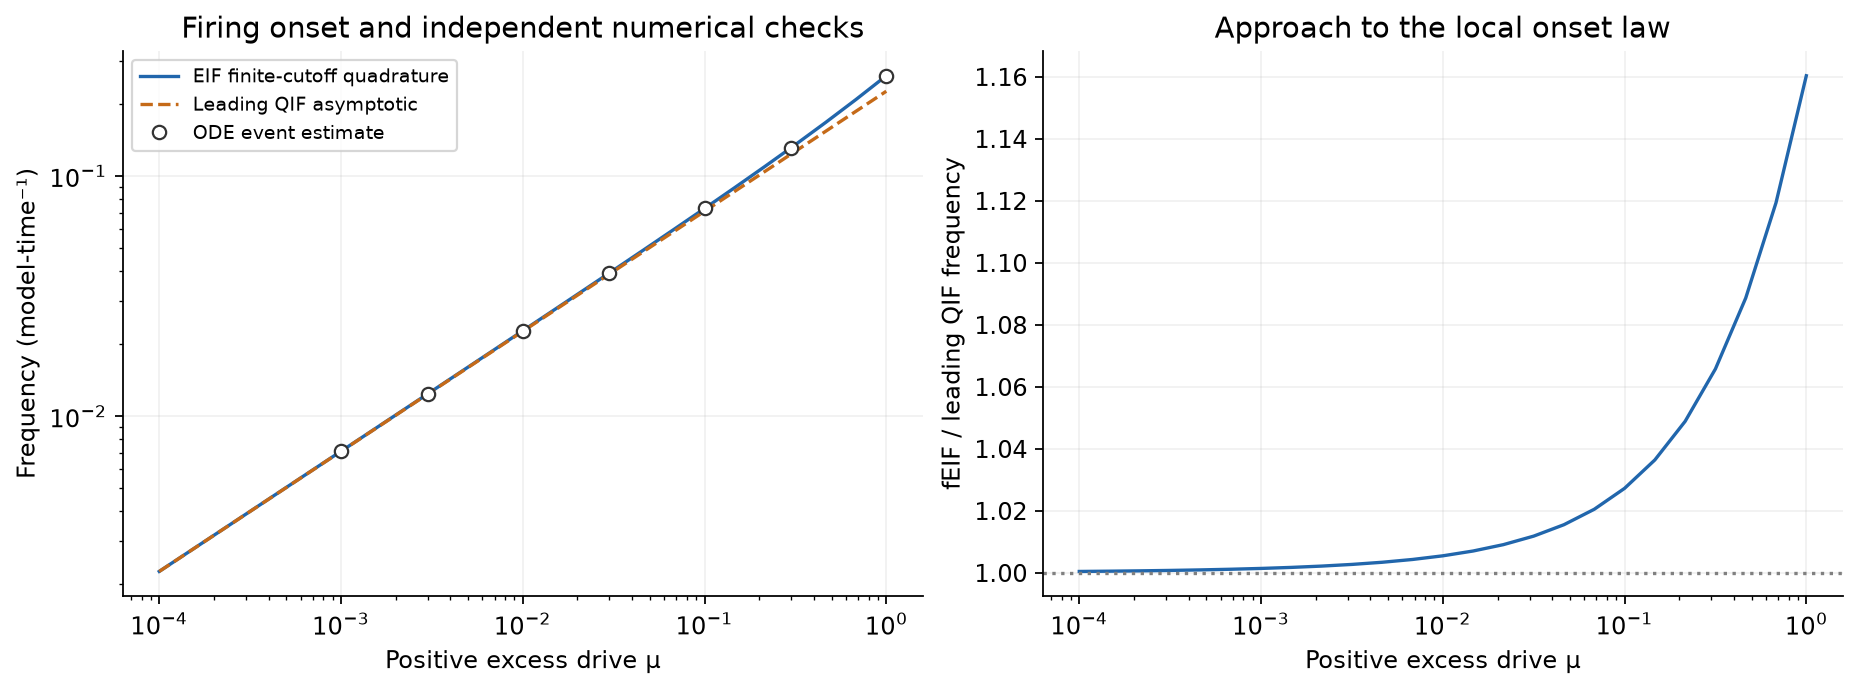 Firing onset and independent numerical checks
EIF finite-cutoff quadrature
Leading QIF asymptotic
ODE event estimate
Frequency (model-time⁻¹)
10⁻¹
10⁻²
10⁻⁴ 10⁻³ 10⁻² 10⁻¹ 10⁰
Positive excess drive μ
Approach to the local onset law
fEIF / leading QIF frequency
1.16
1.14
1.12
1.10
1.08
1.06
1.04
1.02
1.00
10⁻⁴ 10⁻³ 10⁻² 10⁻¹ 10⁰
Positive excess drive μ